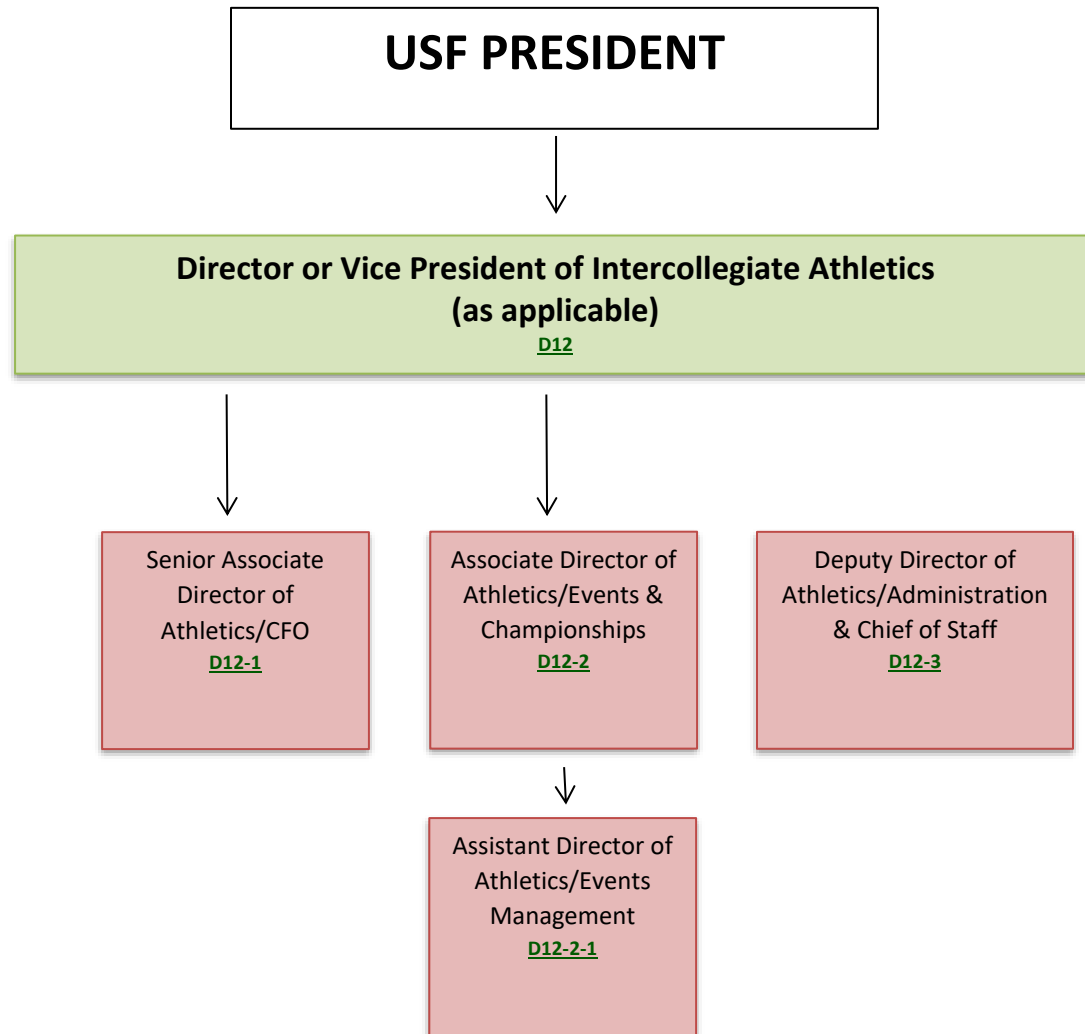 USF PRESIDENT
Director or Vice President of Intercollegiate Athletics
(as applicable)
D12
Senior Associate
Director of
Athletics/CFO
D12-1
Associate Director of
Athletics/Events &
Championships
D12-2
Deputy Director of
Athletics/Administration
& Chief of Staff
D12-3
Assistant Director of
Athletics/Events
Management
D12-2-1